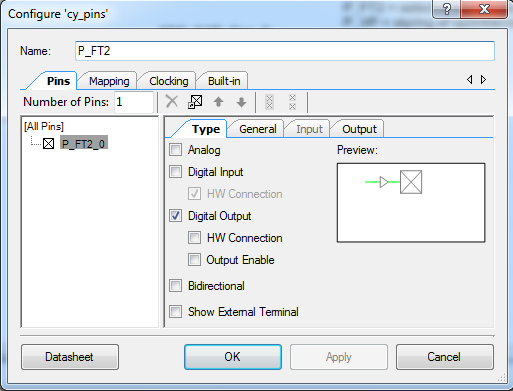 Configure 'cy_pins'
Name: P_FT2
Pins Mapping Clocking Built-in
Number of Pins: 1
[All Pins]
P_FT2_0
Type General Input Output
Analog
Preview:
Digital Input
HW Connection
Digital Output
HW Connection
Output Enable
Bidirectional
Show External Terminal
Datasheet OK Apply Cancel